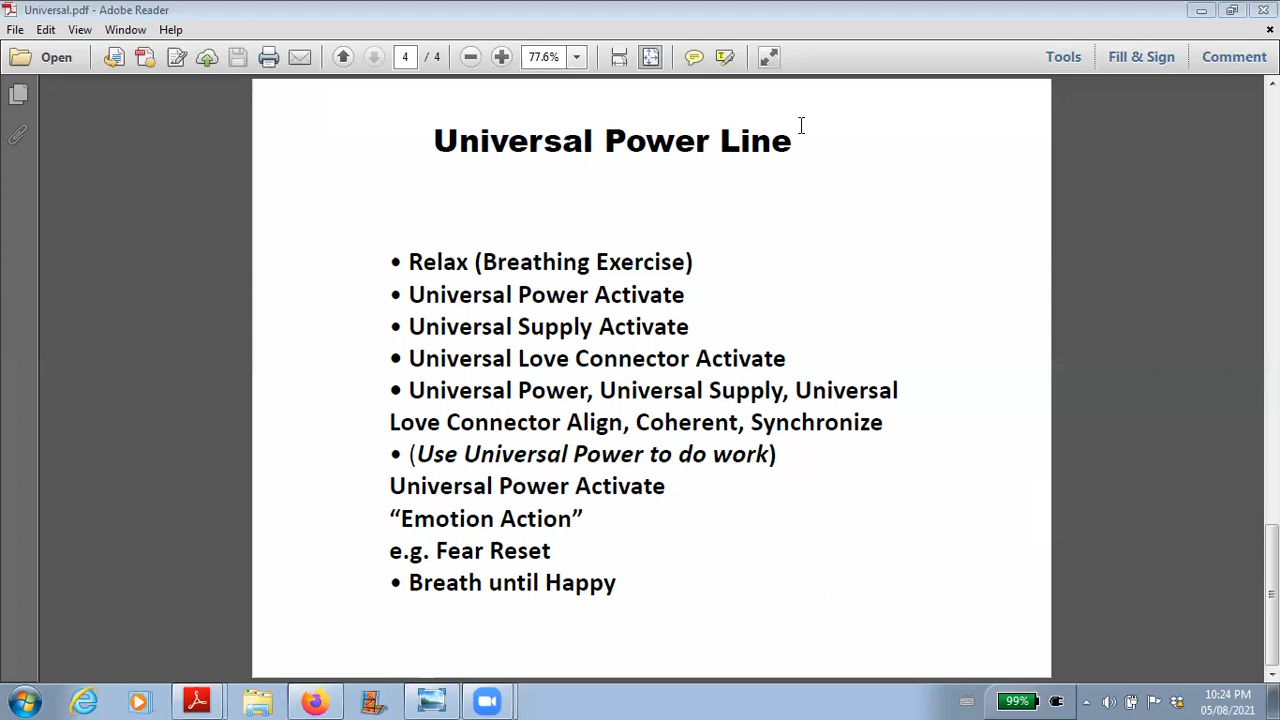 Universal.pdf - Adobe Reader
File Edit View Window Help
Open 4 / 4 77.6% Tools Fill & Sign Comment
Universal Power Line
• Relax (Breathing Exercise)
• Universal Power Activate
• Universal Supply Activate
• Universal Love Connector Activate
• Universal Power, Universal Supply, Universal
Love Connector Align, Coherent, Synchronize
• (Use Universal Power to do work)
Universal Power Activate
“Emotion Action”
e.g. Fear Reset
• Breath until Happy
99%
10:24 PM
05/08/2021